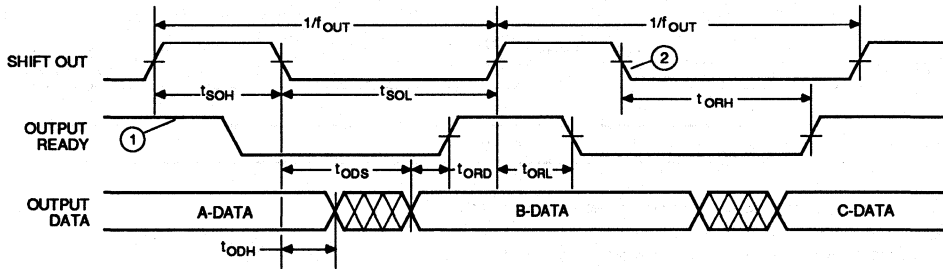 1/fOUT 1/fOUT
SHIFT OUT
2
tSOH tSOL tORH
OUTPUT
READY
1
tODS tORD tORL
OUTPUT
DATA
A-DATA B-DATA C-DATA
tODH